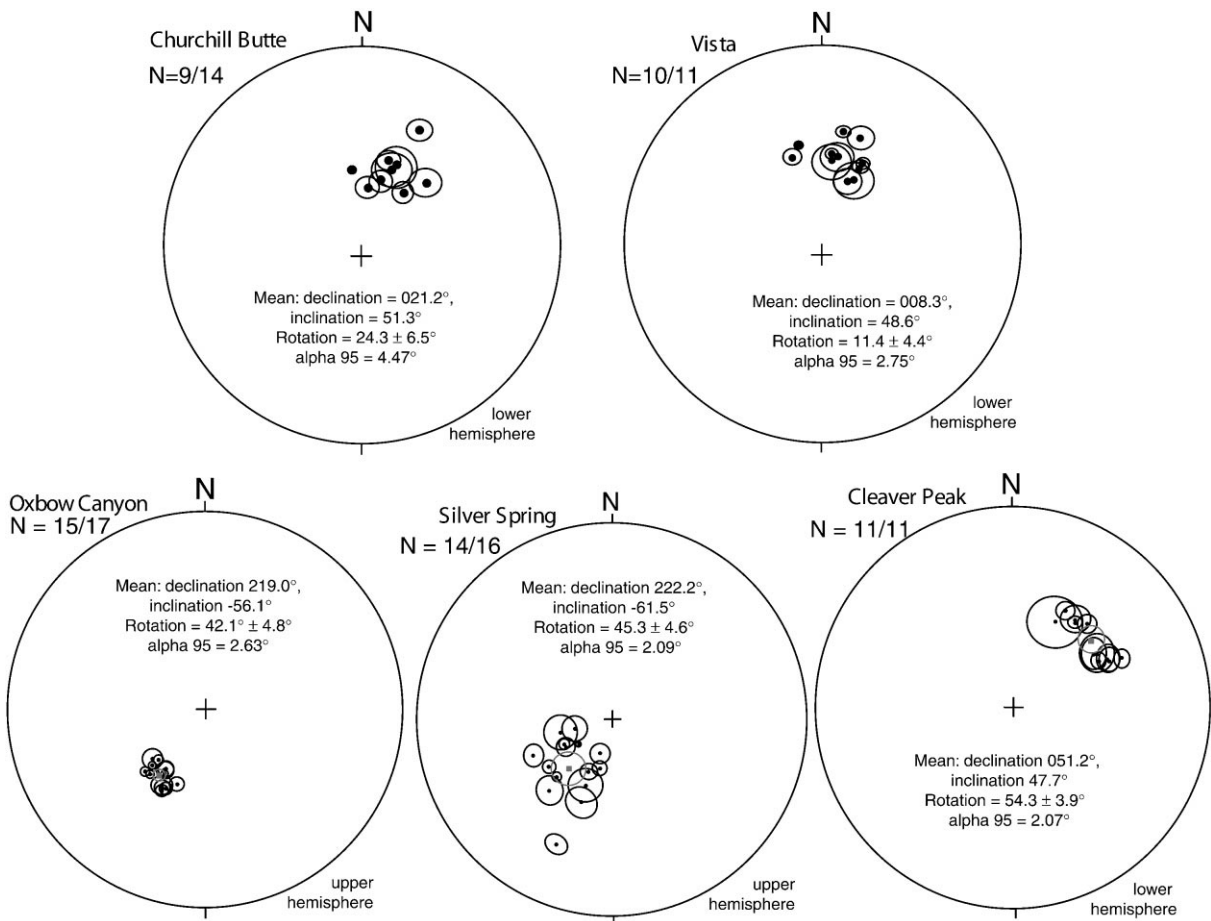 N
Churchill Butte
N=9/14
Mean: declination = 021.2°,
inclination = 51.3°
Rotation = 24.3 ± 6.5°
alpha 95 = 4.47°
lower
hemisphere
N
Vista
N=10/11
Mean: declination = 008.3°,
inclination = 48.6°
Rotation = 11.4 ± 4.4°
alpha 95 = 2.75°
lower
hemisphere
N
Oxbow Canyon
N = 15/17
Mean: declination 219.0°,
inclination -56.1°
Rotation = 42.1° ± 4.8°
alpha 95 = 2.63°
upper
hemisphere
N
Silver Spring
N = 14/16
Mean: declination 222.2°,
inclination -61.5°
Rotation = 45.3 ± 4.6°
alpha 95 = 2.09°
upper
hemisphere
N
Cleaver Peak
N = 11/11
Mean: declination 051.2°,
inclination 47.7°
Rotation = 54.3 ± 3.9°
alpha 95 = 2.07°
lower
hemisphere